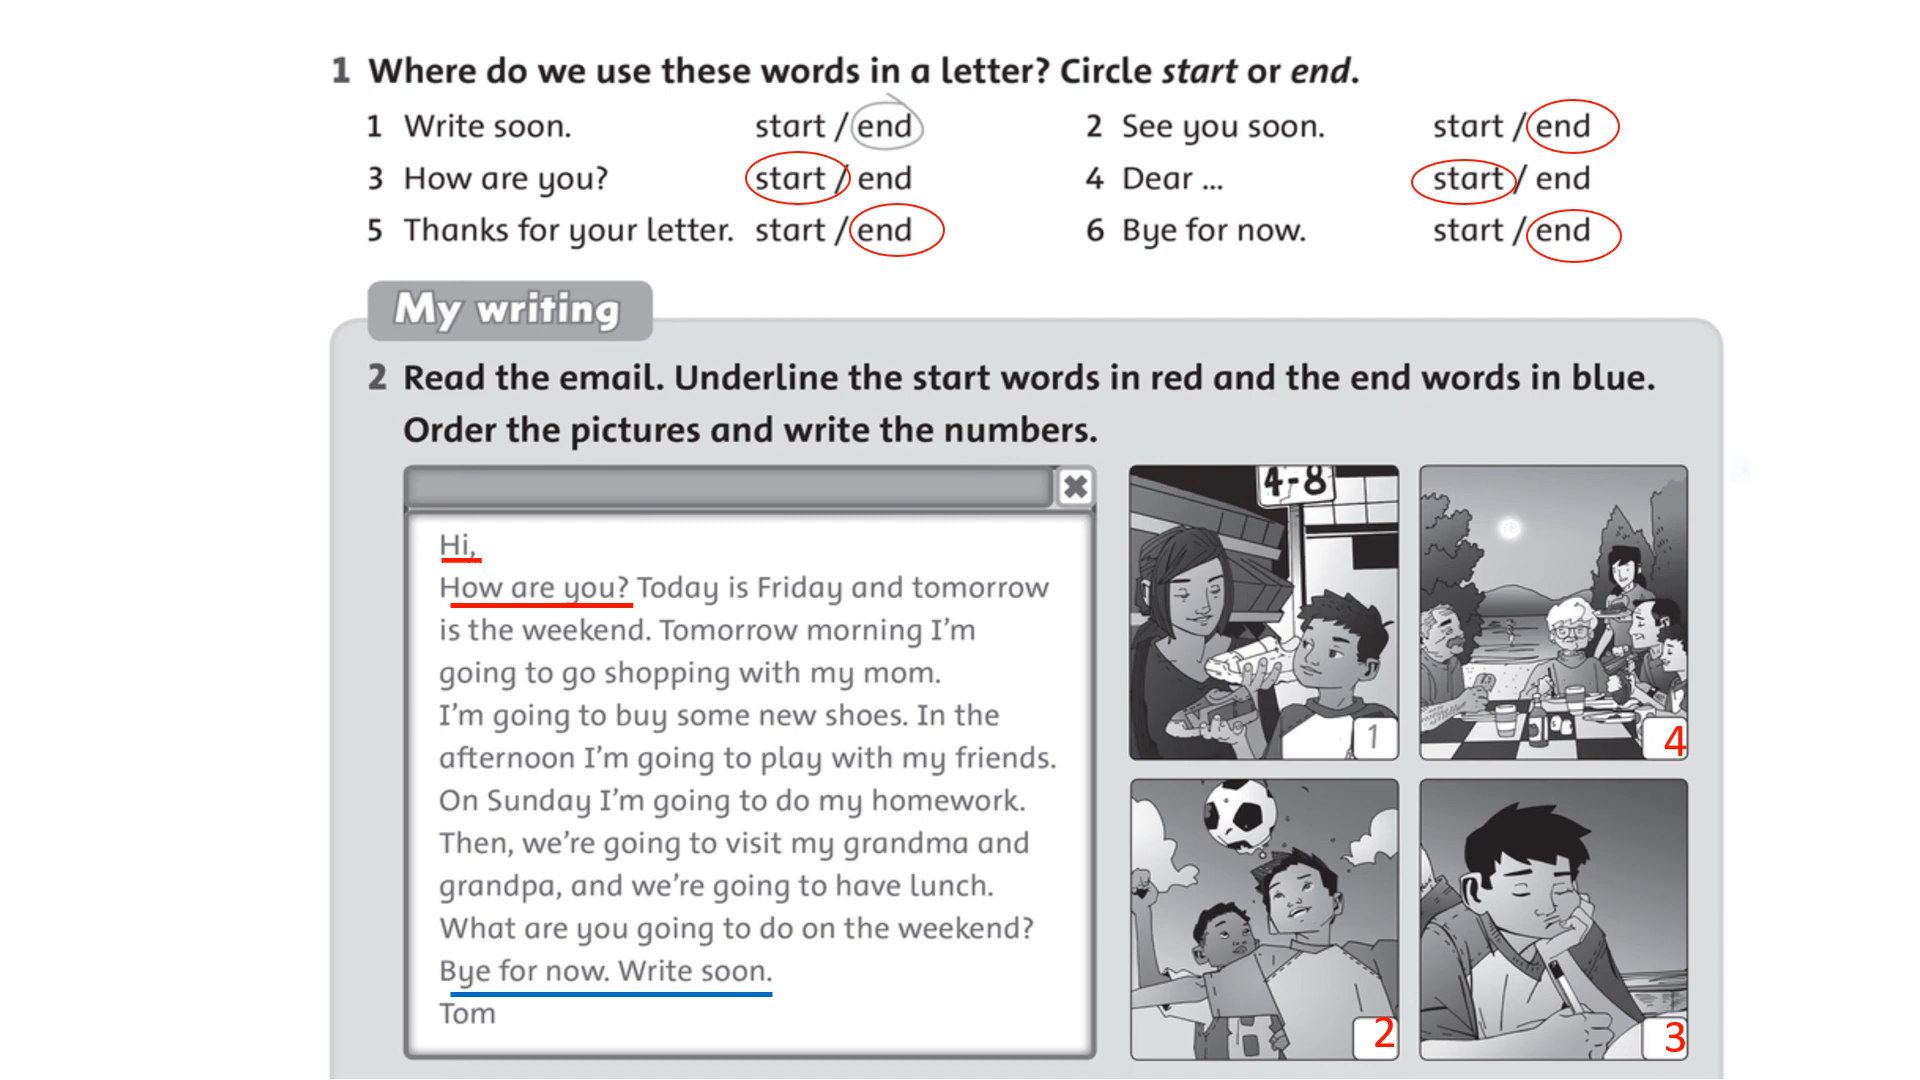 1 Where do we use these words in a letter? Circle start or end.
1 Write soon. start / end 2 See you soon. start / end
3 How are you? start / end 4 Dear ... start / end
5 Thanks for your letter. start / end 6 Bye for now. start / end
My writing
2 Read the email. Underline the start words in red and the end words in blue.
Order the pictures and write the numbers.
Hi,
How are you? Today is Friday and tomorrow
is the weekend. Tomorrow morning I'm
going to go shopping with my mom.
I'm going to buy some new shoes. In the
afternoon I'm going to play with my friends.
On Sunday I'm going to do my homework.
Then, we're going to visit my grandma and
grandpa, and we're going to have lunch.
What are you going to do on the weekend?
Bye for now. Write soon.
Tom
4-8
1
4
2
3